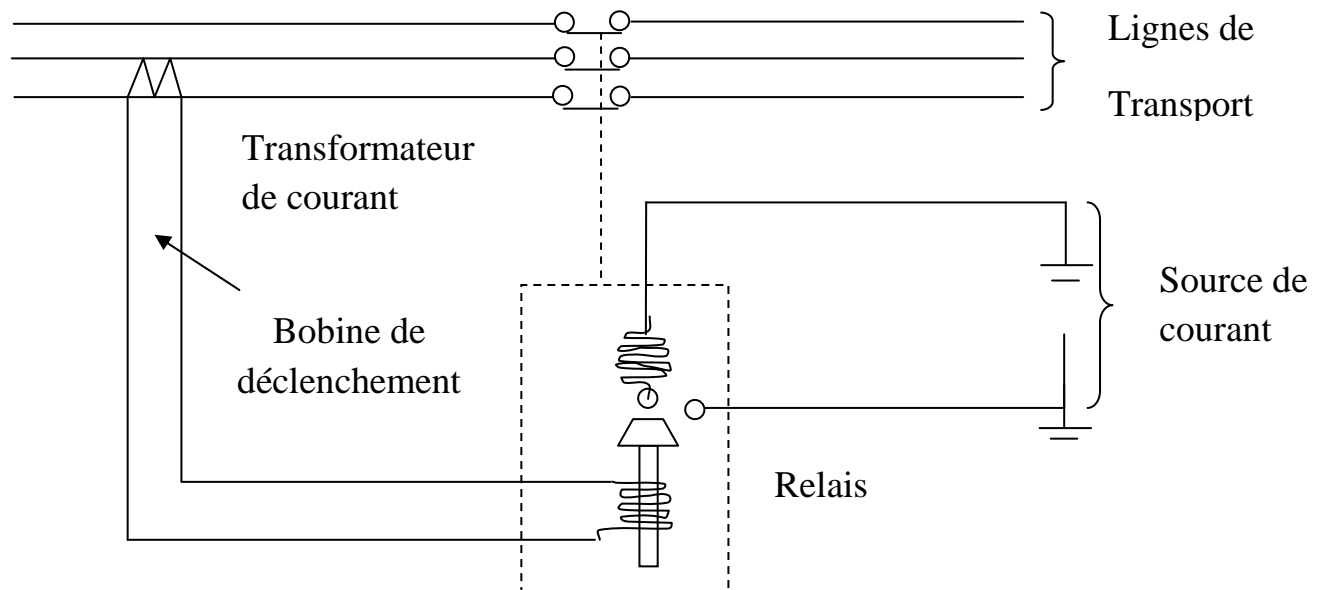 Lignes de
Transport
Transformateur
de courant
Source de
courant
Bobine de
déclenchement
Relais